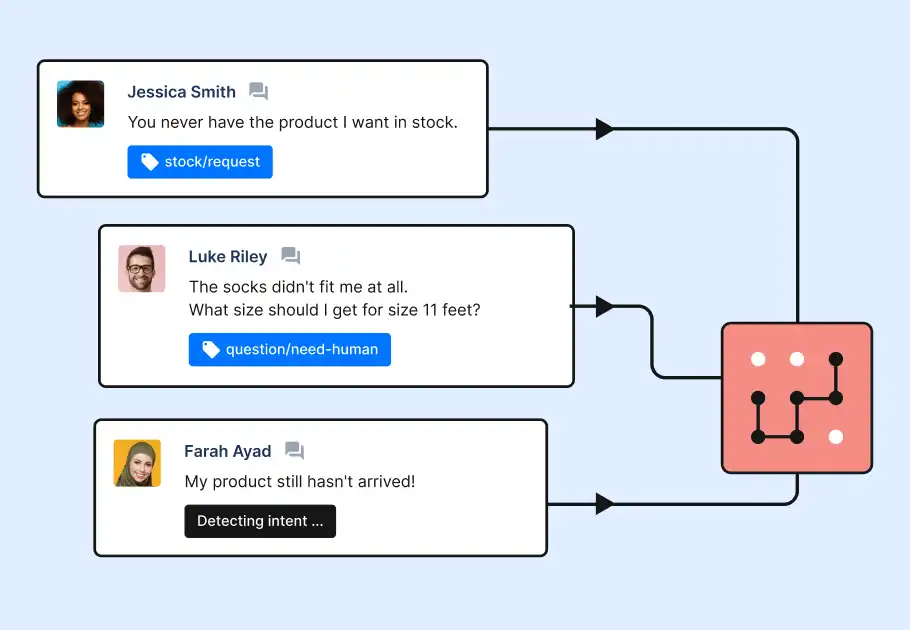 Jessica Smith
You never have the product I want in stock.
stock/request
Luke Riley
The socks didn't fit me at all.
What size should I get for size 11 feet?
question/need-human
Farah Ayad
My product still hasn't arrived!
Detecting intent ...